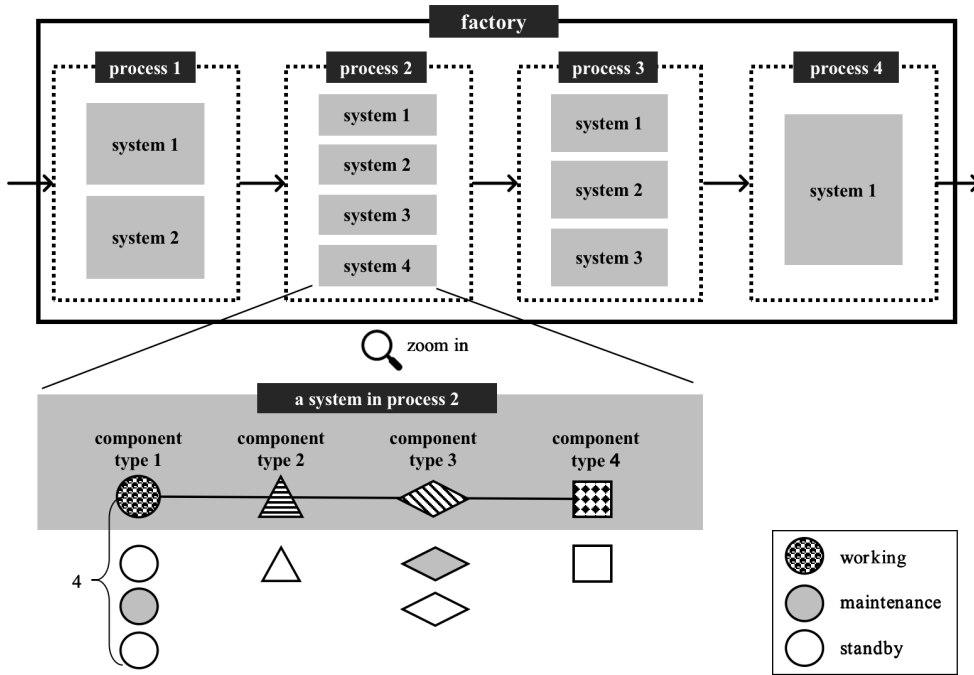 factory
process 1
process 2
process 3
process 4
system 1
system 2
system 1
system 2
system 3
system 4
system 1
system 2
system 3
system 1
zoom in
a system in process 2
component
type 1
component
type 2
component
type 3
component
type 4
4
working
maintenance
standby